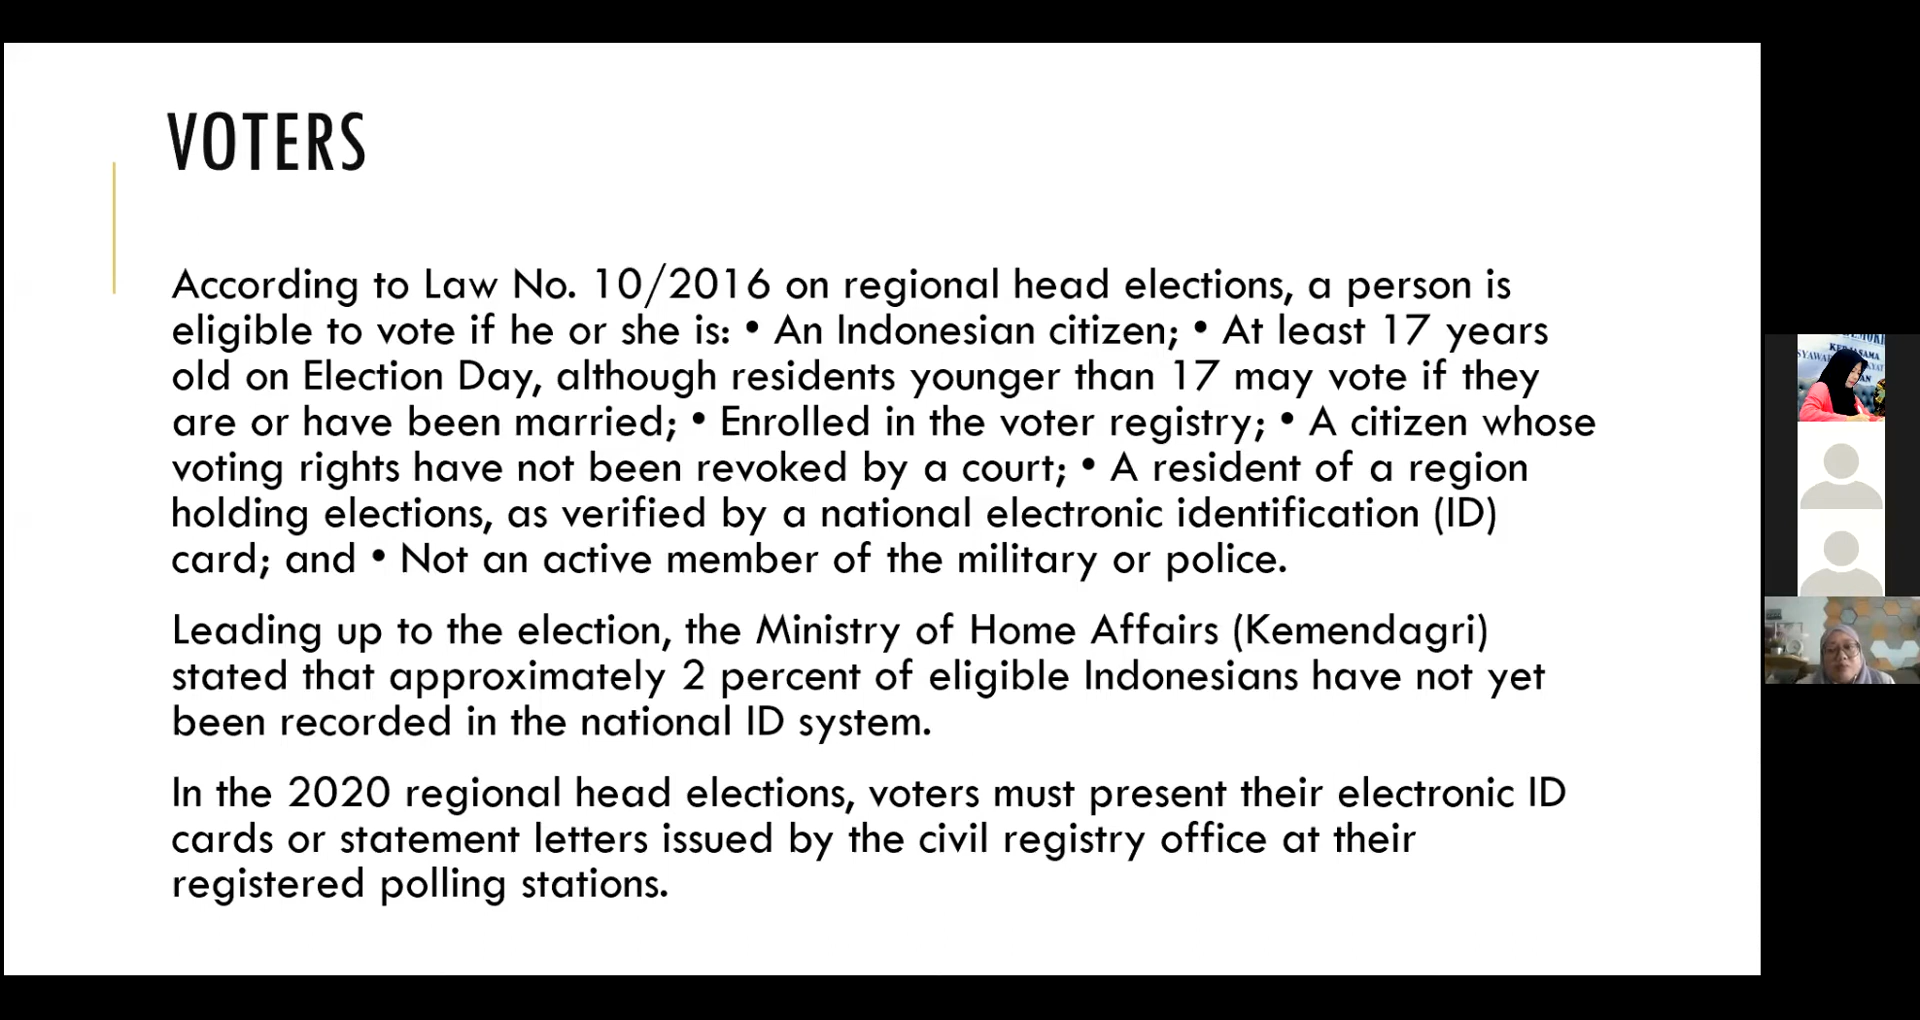 VOTERS
According to Law No. 10/2016 on regional head elections, a person is
eligible to vote if he or she is: • An Indonesian citizen; • At least 17 years
old on Election Day, although residents younger than 17 may vote if they
are or have been married; • Enrolled in the voter registry; • A citizen whose
voting rights have not been revoked by a court; • A resident of a region
holding elections, as verified by a national electronic identification (ID)
card; and • Not an active member of the military or police.
Leading up to the election, the Ministry of Home Affairs (Kemendagri)
stated that approximately 2 percent of eligible Indonesians have not yet
been recorded in the national ID system.
In the 2020 regional head elections, voters must present their electronic ID
cards or statement letters issued by the civil registry office at their
registered polling stations.